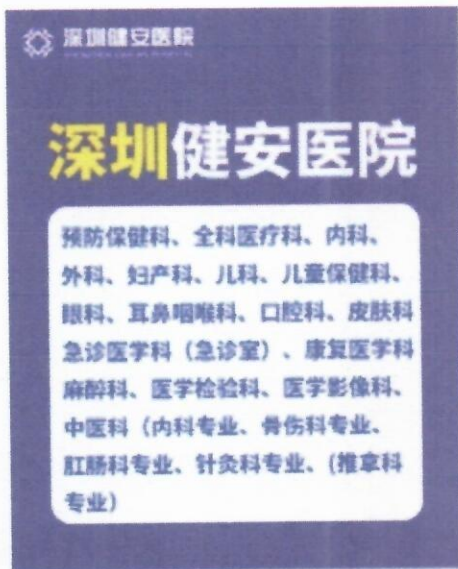 深圳健安医院
深圳健安医院
预防保健科、全科医疗科、内科、
外科、妇产科、儿科、儿童保健科、
眼科、耳鼻咽喉科、口腔科、皮肤科
急诊医学科（急诊室）、康复医学科
麻醉科、医学检验科、医学影像科、
中医科（内科专业、骨伤科专业、
肛肠科专业、针灸科专业、(推拿科
专业）